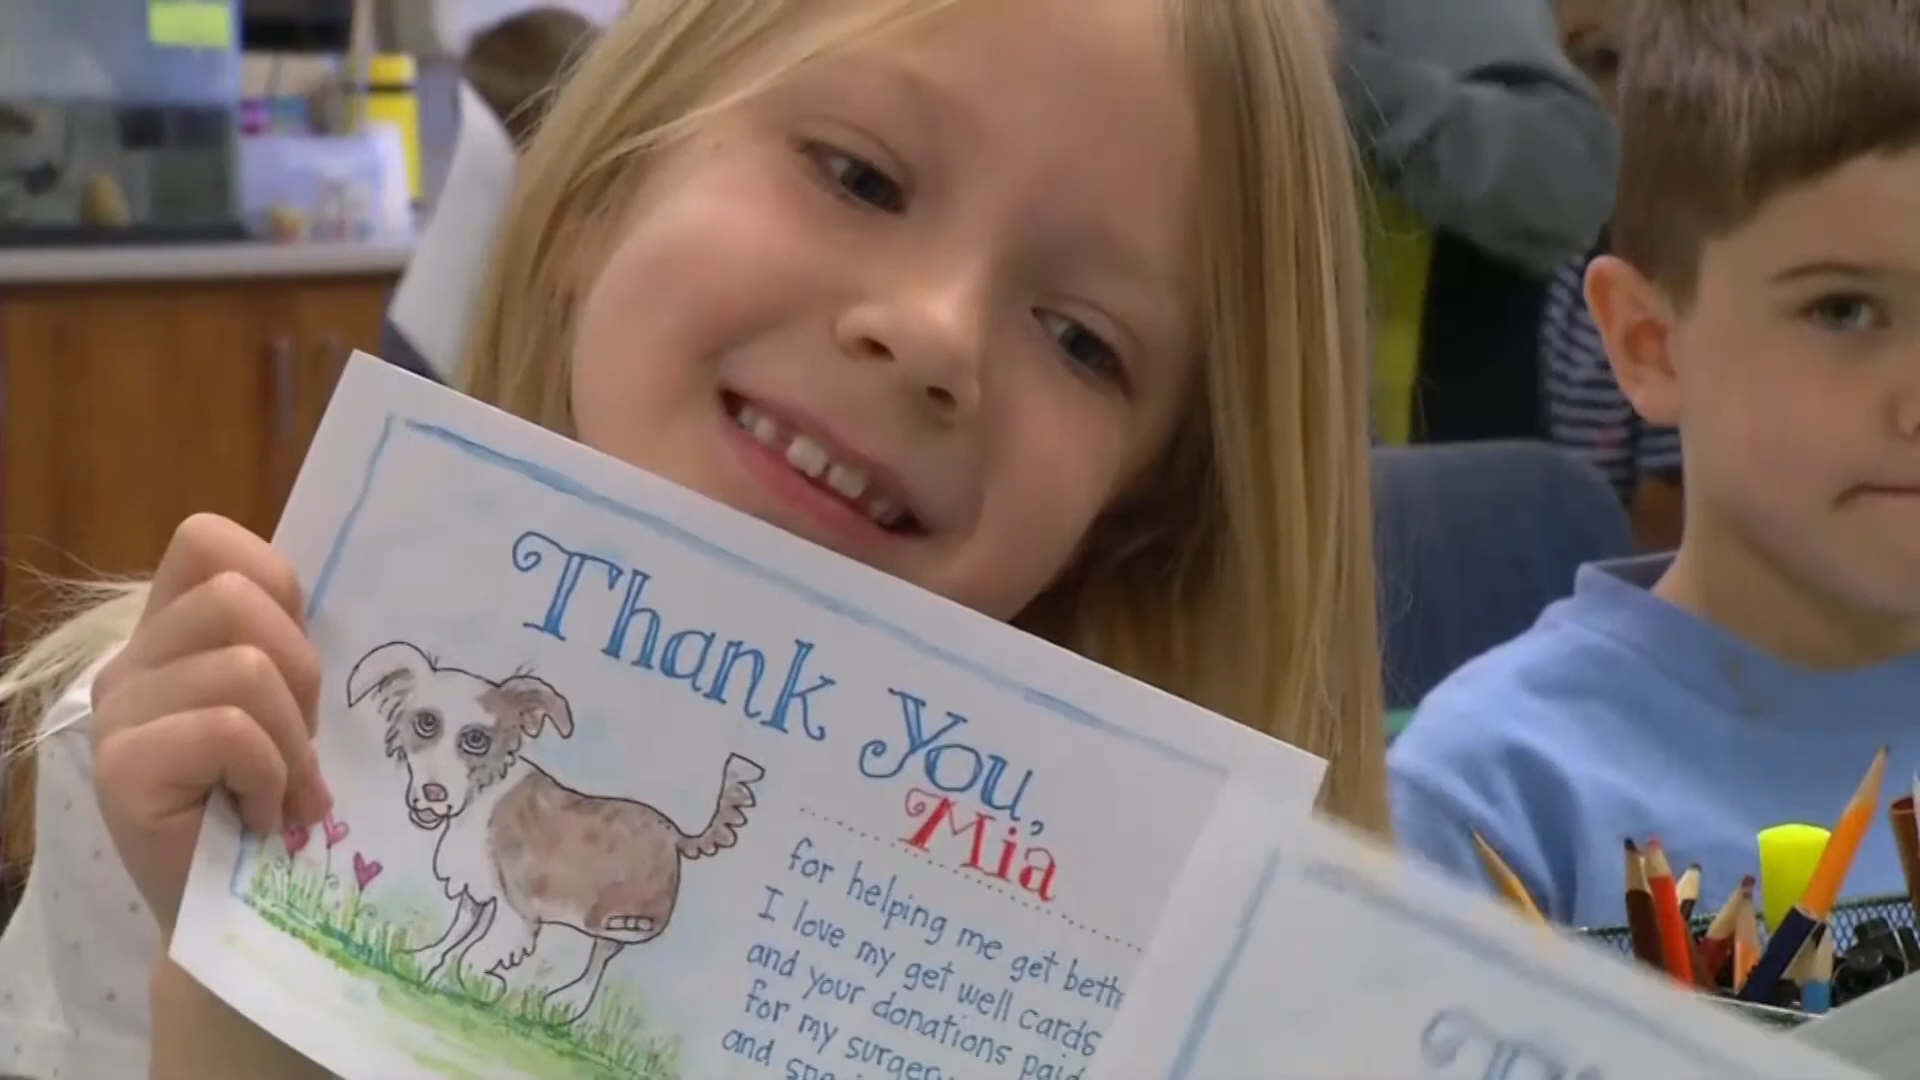 Thank You,
Mia
for helping me get
I love my get well cards
and your donations paid
for my surgery
and